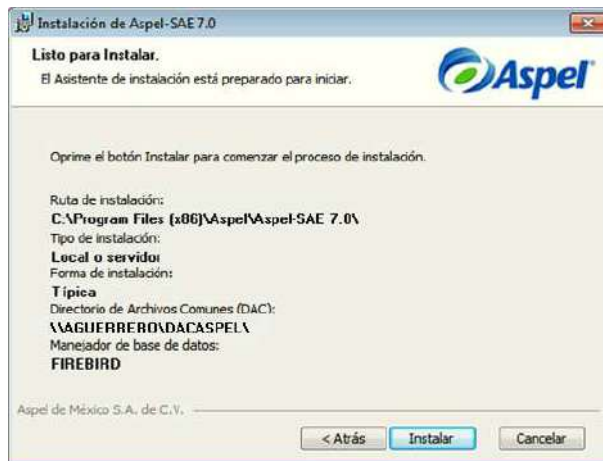 Instalación de Aspel-SAE 7.0
Listo para Instalar.
El Asistente de instalación está preparado para iniciar.
Aspel
Oprime el botón Instalar para comenzar el proceso de instalación.
Ruta de instalación:
C:\Program Files (x86)\Aspel\Aspel-SAE 7.0\
Tipo de instalación:
Local o servidor
Forma de instalación:
Típica
Directorio de Archivos Comunes (DAC):
\\AGUERRERO\DACASPEL\
Manejador de base de datos:
FIREBIRD
Aspel de México S.A. de C.V.
< Atrás Instalar Cancelar